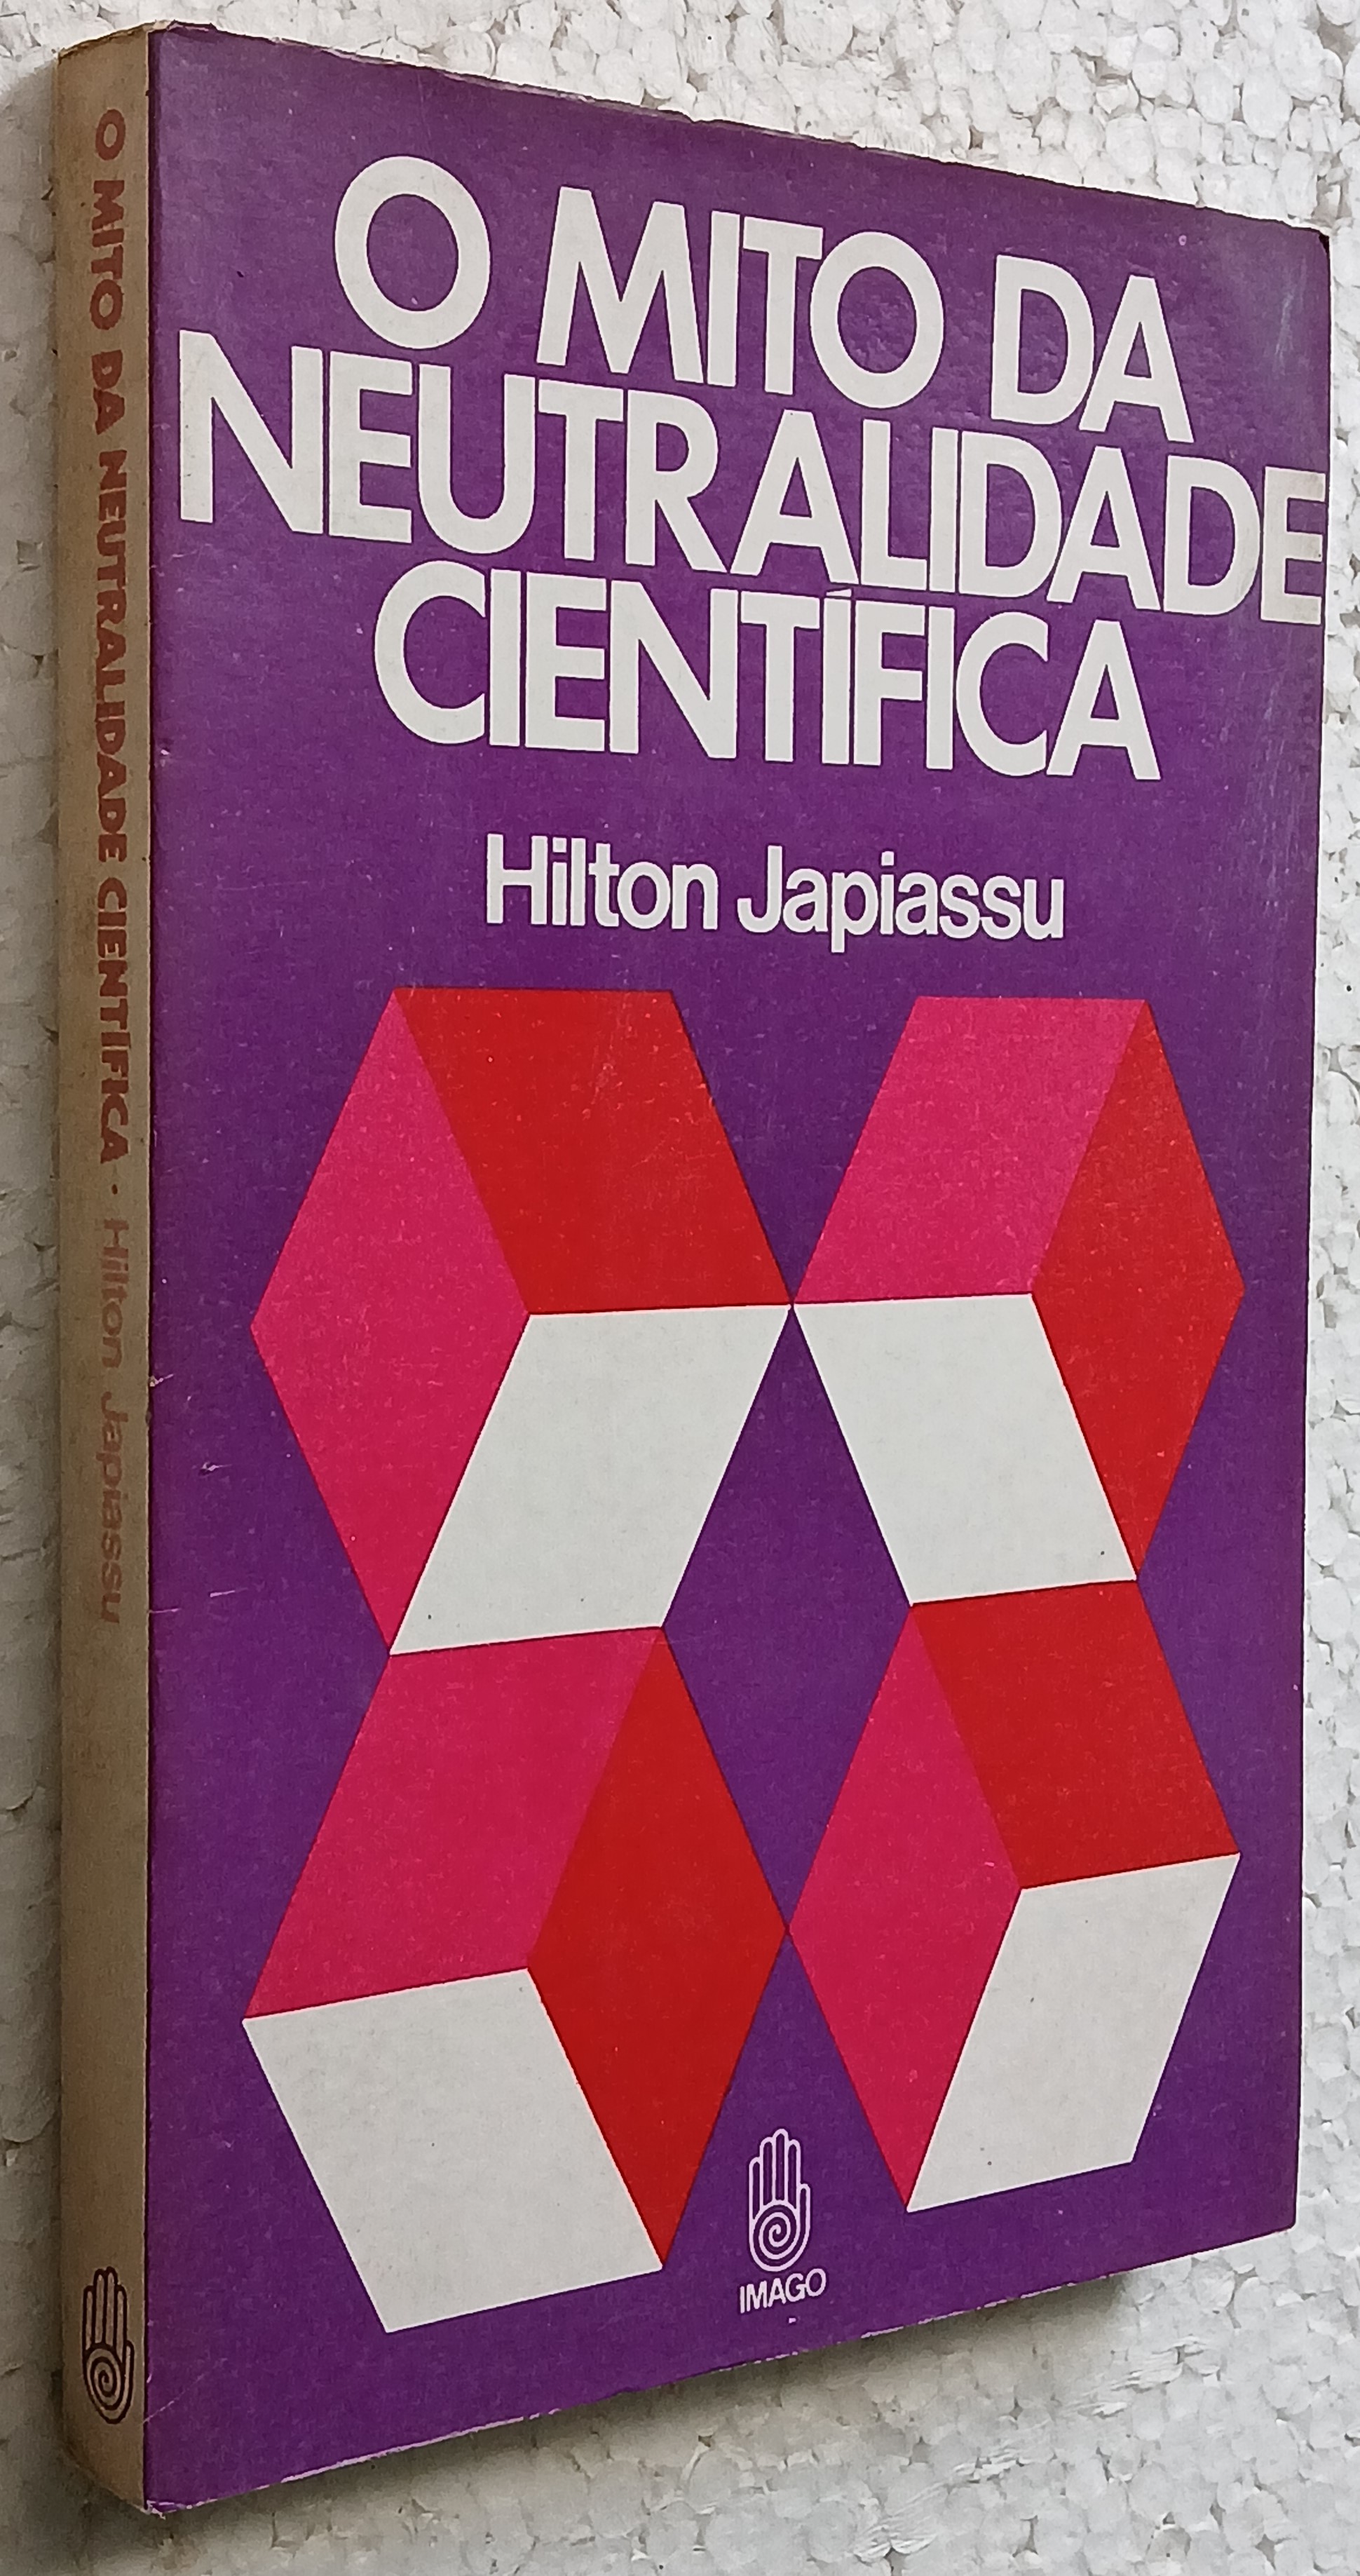 O MITO DA
NEUTRALIDADE
CIENTÍFICA
Hilton Japiassu
IMAGO
O MITO DA NEUTRALIDADE CIENTÍFICA · Hilton Japiassu